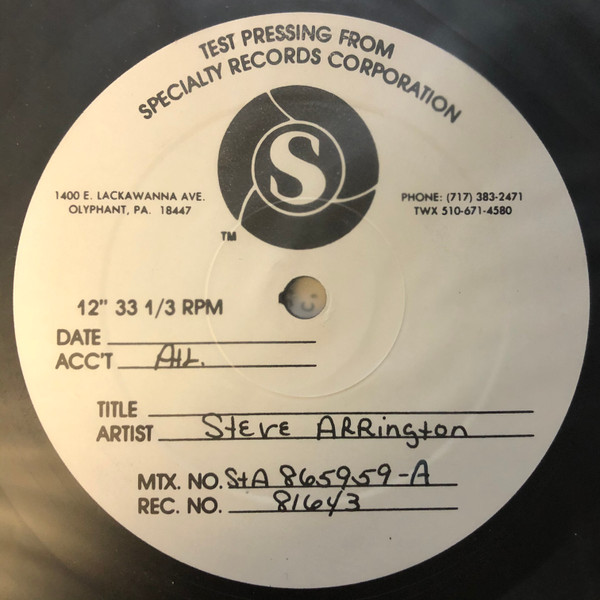 TEST PRESSING FROM
SPECIALTY RECORDS CORPORATION
S
1400 E. LACKAWANNA AVE.
OLYPHANT, PA. 18447
PHONE: (717) 383-2471
TWX 510-671-4580
TM
12" 33 1/3 RPM
DATE
ACC'T AtL.
TITLE
ARTIST StEvE ARRington
MTX. NO. StA 865959-A
REC. NO. 81643